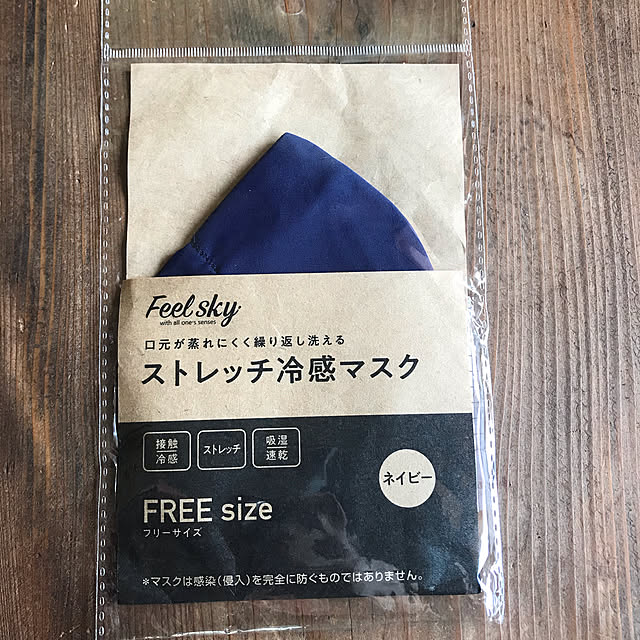 Feel sky
with all one's senses
口元が蒸れにくく繰り返し洗える
ストレッチ冷感マスク
接触
冷感
ストレッチ
吸湿
速乾
ネイビー
FREE size
フリーサイズ
*マスクは感染(侵入)を完全に防ぐものではありません。